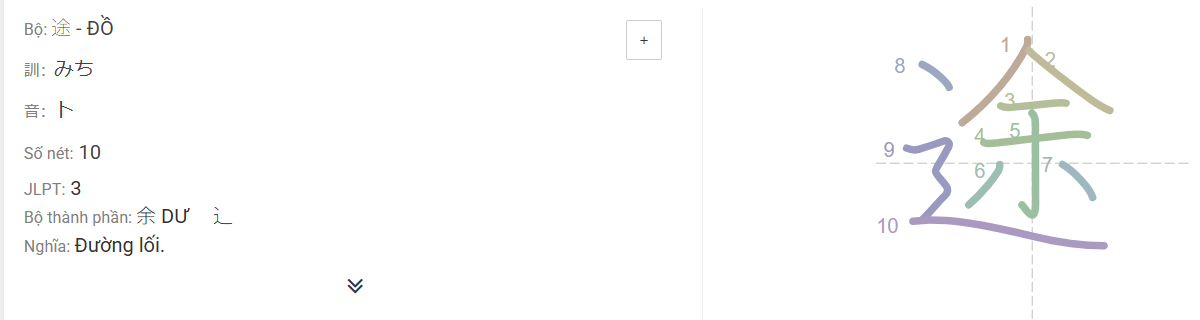 Bộ: 途 - ĐỒ
訓: みち
音: ト
Số nét: 10
JLPT: 3
Bộ thành phần: 余 DƯ 辶
Nghĩa: Đường lối.
+
1
2
3
4
5
6
7
8
9
10